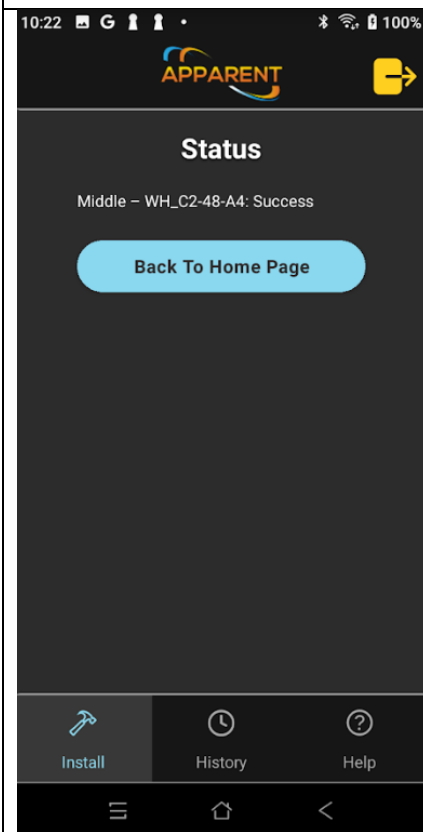 10:22 G 100%
APPARENT
Status
Middle – WH_C2-48-A4: Success
Back To Home Page
Install History Help